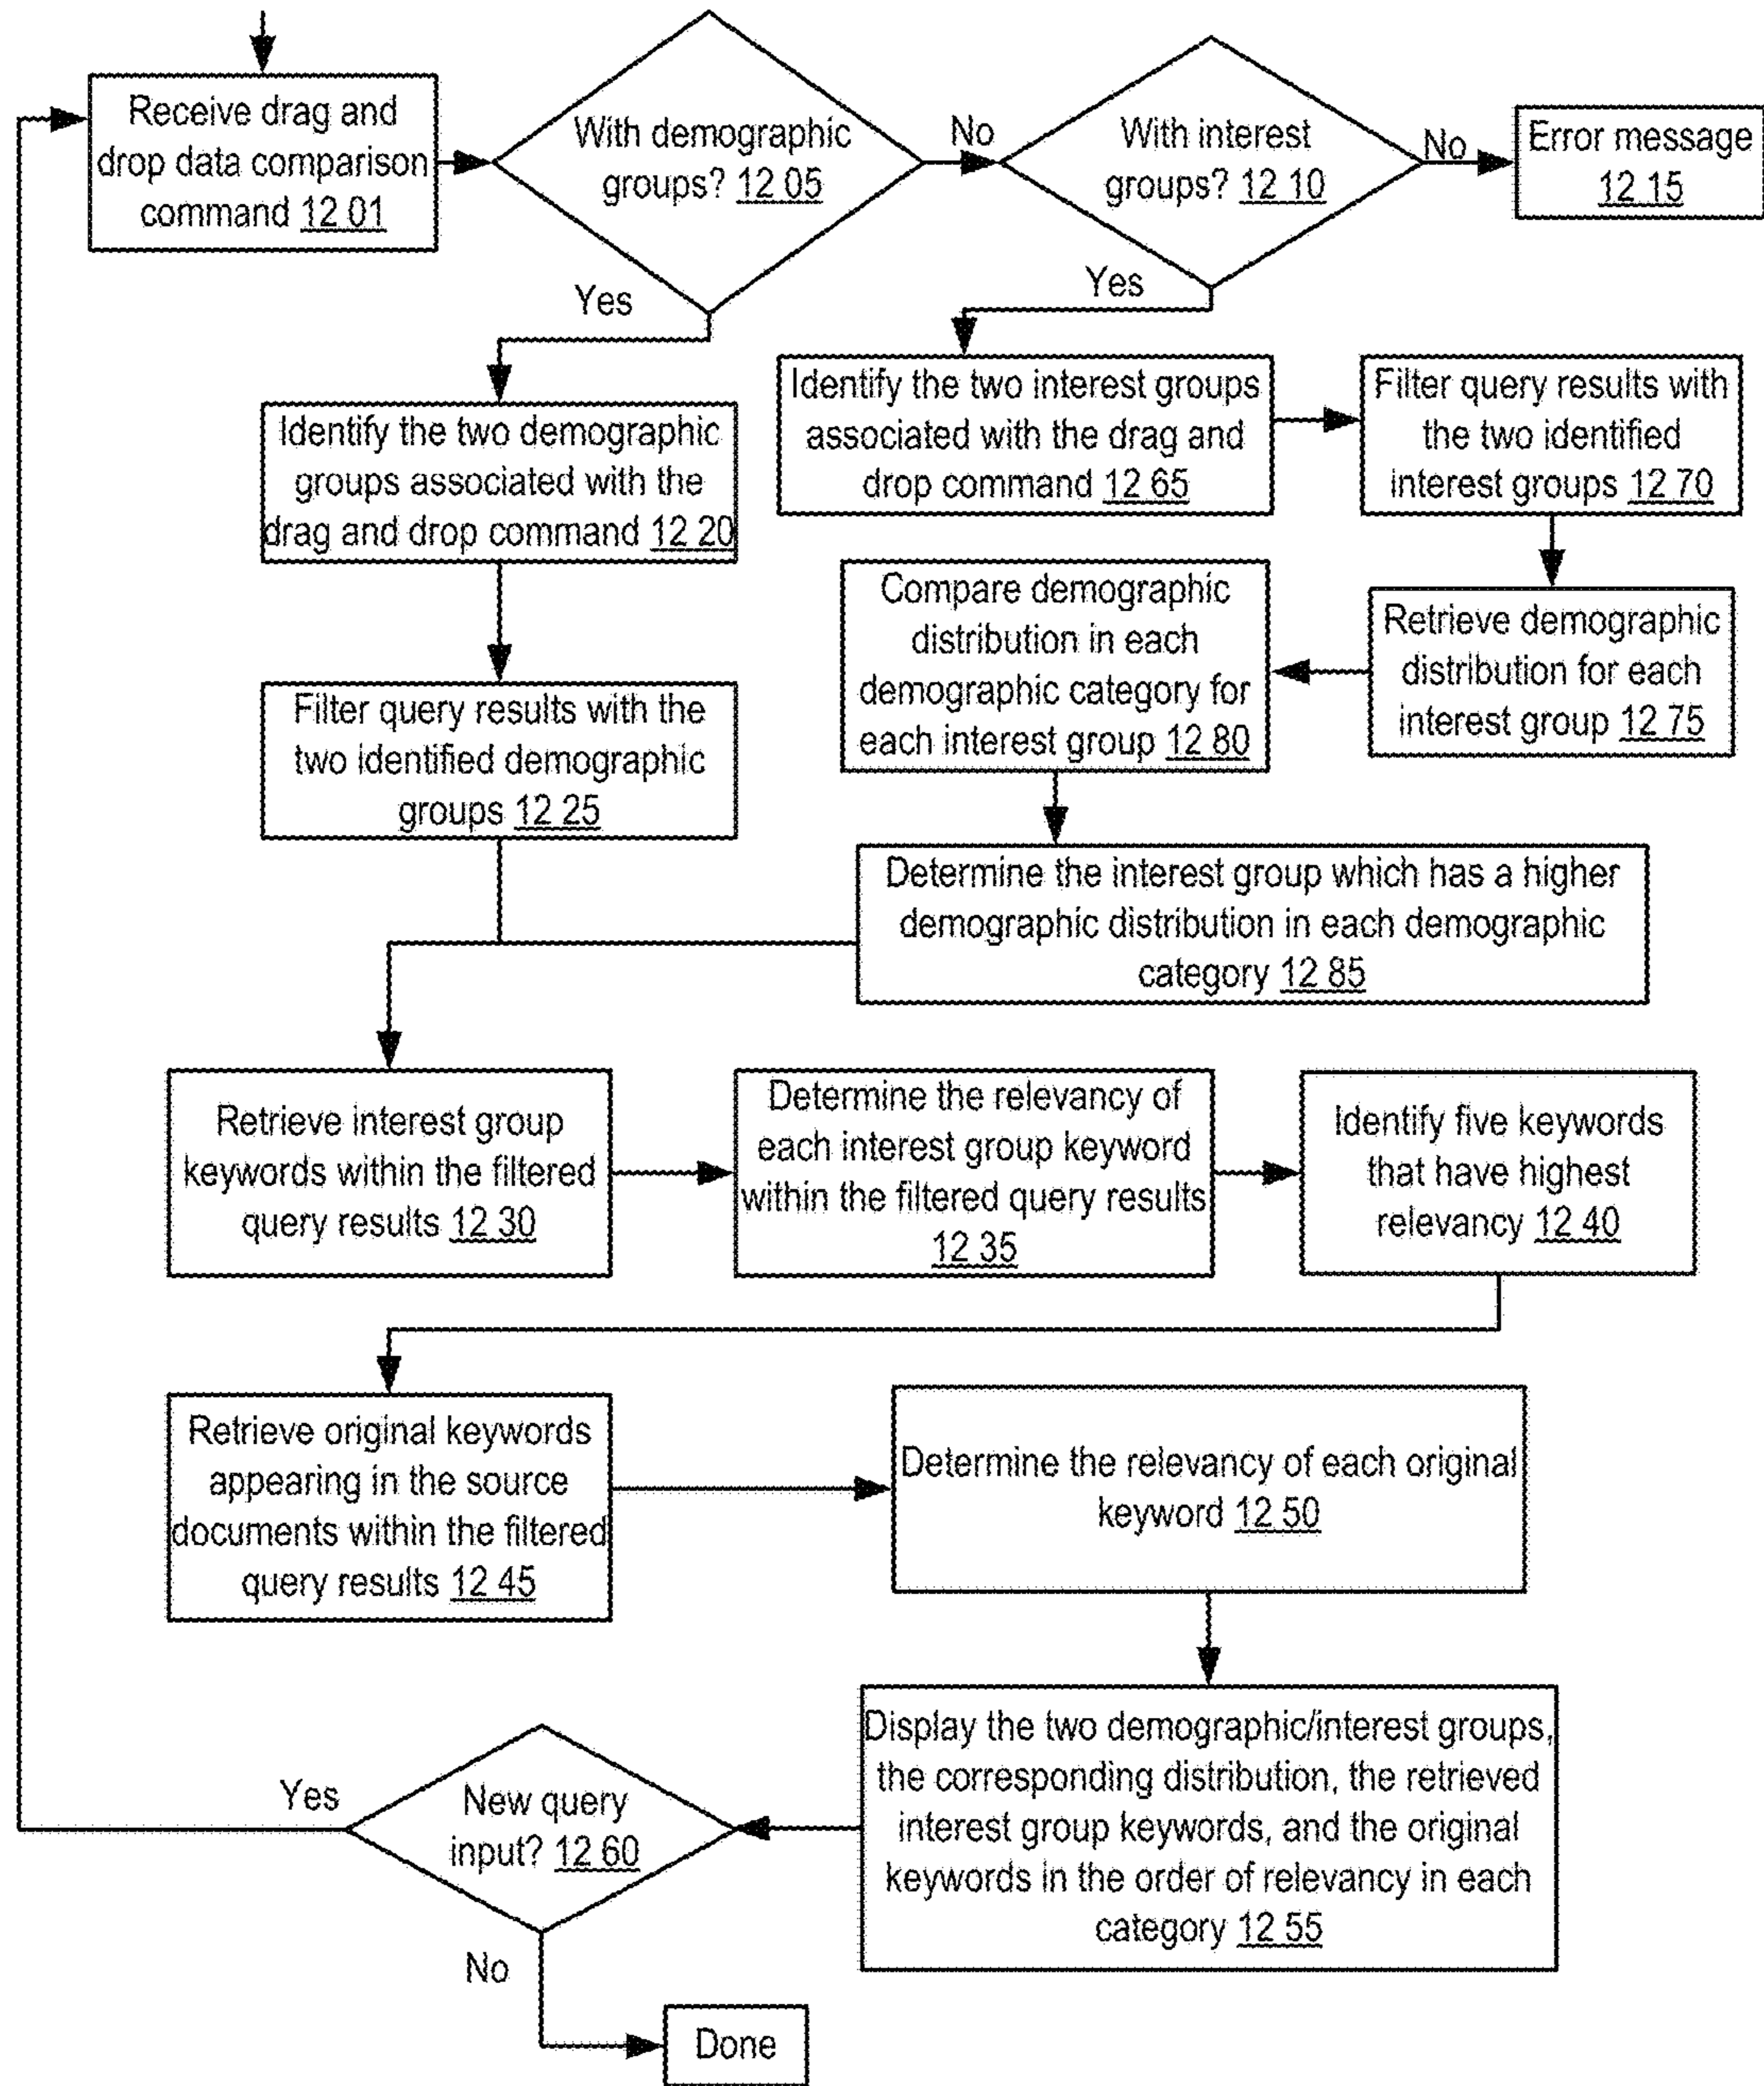 Receive drag and
drop data comparison
command 12.01
With demographic
groups? 12.05
No
With interest
groups? 12.10
No
Error message
12.15
Yes
Yes
Identify the two demographic
groups associated with the
drag and drop command 12.20
Identify the two interest groups
associated with the drag and
drop command 12.65
Filter query results with
the two identified
interest groups 12.70
Compare demographic
distribution in each
demographic category for
each interest group 12.80
Retrieve demographic
distribution for each
interest group 12.75
Filter query results with the
two identified demographic
groups 12.25
Determine the interest group which has a higher
demographic distribution in each demographic
category 12.85
Retrieve interest group
keywords within the filtered
query results 12.30
Determine the relevancy of
each interest group keyword
within the filtered query results
12.35
Identify five keywords
that have highest
relevancy 12.40
Retrieve original keywords
appearing in the source
documents within the filtered
query results 12.45
Determine the relevancy of each original
keyword 12.50
Display the two demographic/interest groups,
the corresponding distribution, the retrieved
interest group keywords, and the original
keywords in the order of relevancy in each
category 12.55
Yes
New query
input? 12.60
No
Done